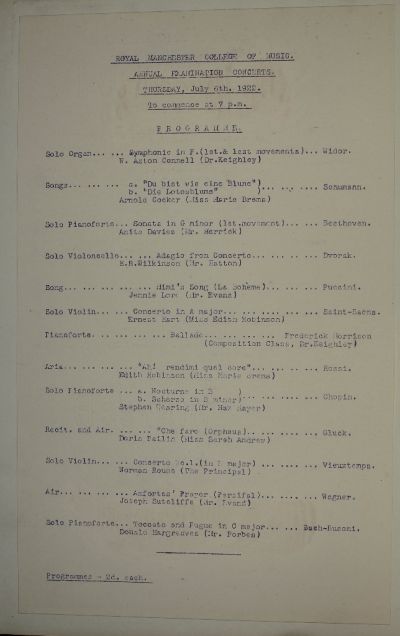 ROYAL MANCHESTER COLLEGE OF MUSIC.
ANNUAL EXAMINATION CONCERTS.
THURSDAY, July 6th. 1922.
To commence at 7 p.m.
PROGRAMME.
Solo Organ... ... Symphonie in F.(1st.& last movements)... Widor.
W. Aston Connell (Dr.Keighley)
Songs... ... ... a. "Du bist wie eine Blume")
b. "Die Lotosblume" )... ... ... Schumann.
Arnold Cocker (Miss Marie Brema)
Solo Pianoforte... Sonata in G minor (1st.movement)... ... Beethoven.
Anita Davies (Mr. Merrick)
Solo Violoncello... ... Adagio from Concerto... ... ... Dvorak.
E.R.Wilkinson (Mr. Hatton)
Song... ... ... ... Mimi's Song (La Bohème).. ... ... Puccini.
Jennie Lord (Mr. Evans)
Solo Violin... ... Concerto in A major... ... ... ... Saint-Saens.
Ernest Hart (Miss Edith Robinson)
Pianoforte... ... ... ... Ballade... ... ... Frederick Morrison
(Composition Class, Dr.Keighley)
Aria... ... ... ... "Ah! rendimi quel core"... ... ... Rossi.
Edith Robinson (Miss Marie Brema)
Solo Pianoforte ... a. Nocturne in B )
b. Scherzo in B minor)... ... ... Chopin.
Stephen Wearing (Mr. Max Mayer)
Recit. and Air. ... ... "Che faro (Orpheus).. ... ... ... Gluck.
Doris (Miss Sarah Andrew)
Solo Violin... ... Concerto No.1.(in E major) ... ... ... Vieuxtemps.
Norman Rouse (The Principal)
Air... ... ... ... Amfortas' Prayer (Parsifal)... ... ... Wagner.
Joseph Sutcliffe (Mr. Evans)
Solo Pianoforte... Toccata and Fugue in C major... ... Bach-Busoni.
Donald Hargreaves (Mr. Forbes)
Programmes - 2d. each.